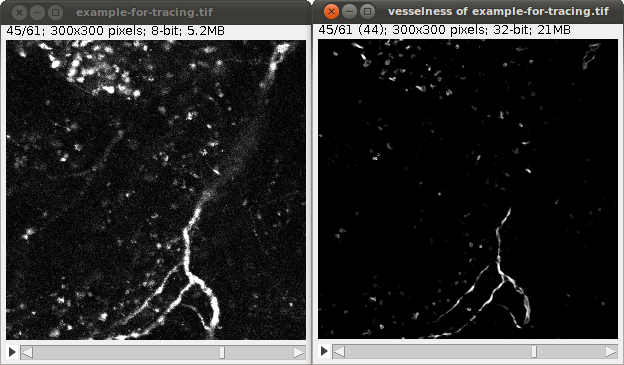 example-for-tracing.tif
45/61; 300x300 pixels; 8-bit; 5.2MB
vesselness of example-for-tracing.tif
45/61 (44); 300x300 pixels; 32-bit; 21MB